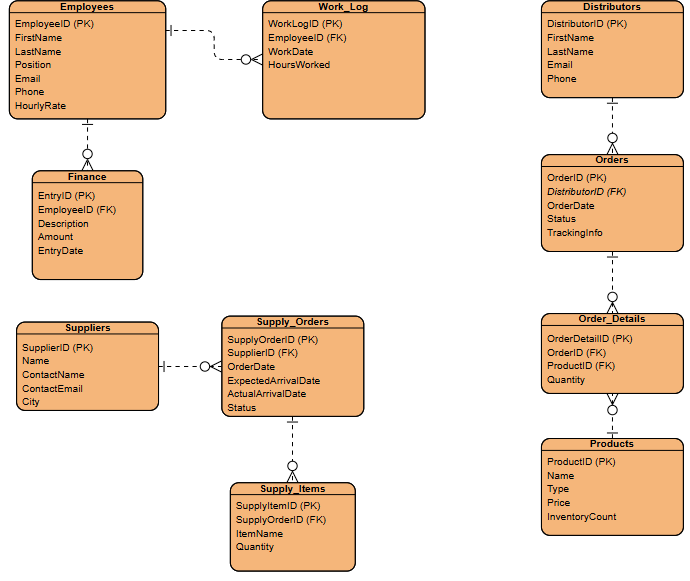 Employees
EmployeeID (PK)
FirstName
LastName
Position
Email
Phone
HourlyRate
Work_Log
WorkLogID (PK)
EmployeeID (FK)
WorkDate
HoursWorked
Distributors
DistributorID (PK)
FirstName
LastName
Email
Phone
Finance
EntryID (PK)
EmployeeID (FK)
Description
Amount
EntryDate
Orders
OrderID (PK)
DistributorID (FK)
OrderDate
Status
TrackingInfo
Suppliers
SupplierID (PK)
Name
ContactName
ContactEmail
City
Supply_Orders
SupplyOrderID (PK)
SupplierID (FK)
OrderDate
ExpectedArrivalDate
ActualArrivalDate
Status
Order_Details
OrderDetailID (PK)
OrderID (FK)
ProductID (FK)
Quantity
Supply_Items
SupplyItemID (PK)
SupplyOrderID (FK)
ItemName
Quantity
Products
ProductID (PK)
Name
Type
Price
InventoryCount